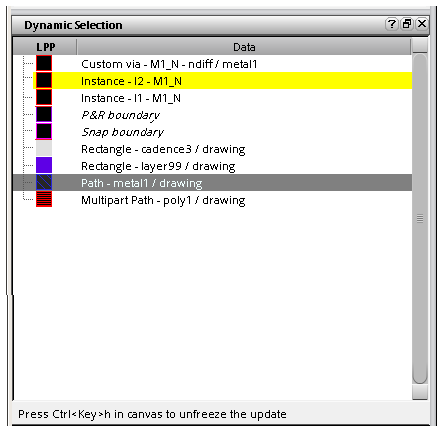 Dynamic Selection
LPP Data
Custom via - M1_N - ndiff / metal1
Instance - I2 - M1_N
Instance - I1 - M1_N
P&R boundary
Snap boundary
Rectangle - cadence3 / drawing
Rectangle - layer99 / drawing
Path - metal1 / drawing
Multipart Path - poly1 / drawing
Press Ctrl<Key>h in canvas to unfreeze the update